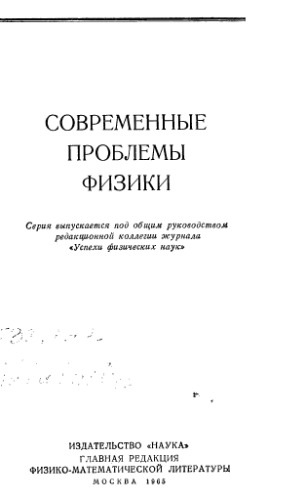 СОВРЕМЕННЫЕ
ПРОБЛЕМЫ
ФИЗИКИ
Серия выпускается под общим руководством
редакционной коллегии журнала
«Успехи физических наук»
ИЗДАТЕЛЬСТВО «НАУКА»
ГЛАВНАЯ РЕДАКЦИЯ
ФИЗИКО-МАТЕМАТИЧЕСКОЙ ЛИТЕРАТУРЫ
МОСКВА 1965